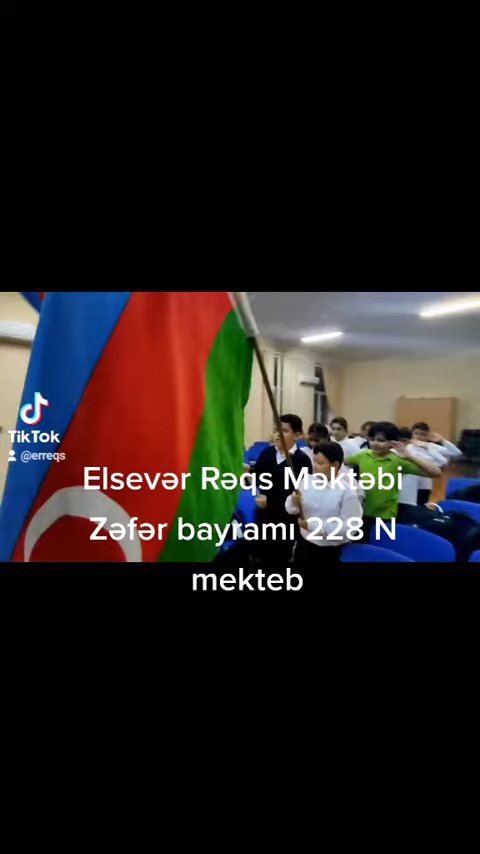 TikTok
@erreqs
Elsevər Rəqs Məktəbi
Zəfər bayramı 228 N
mekteb